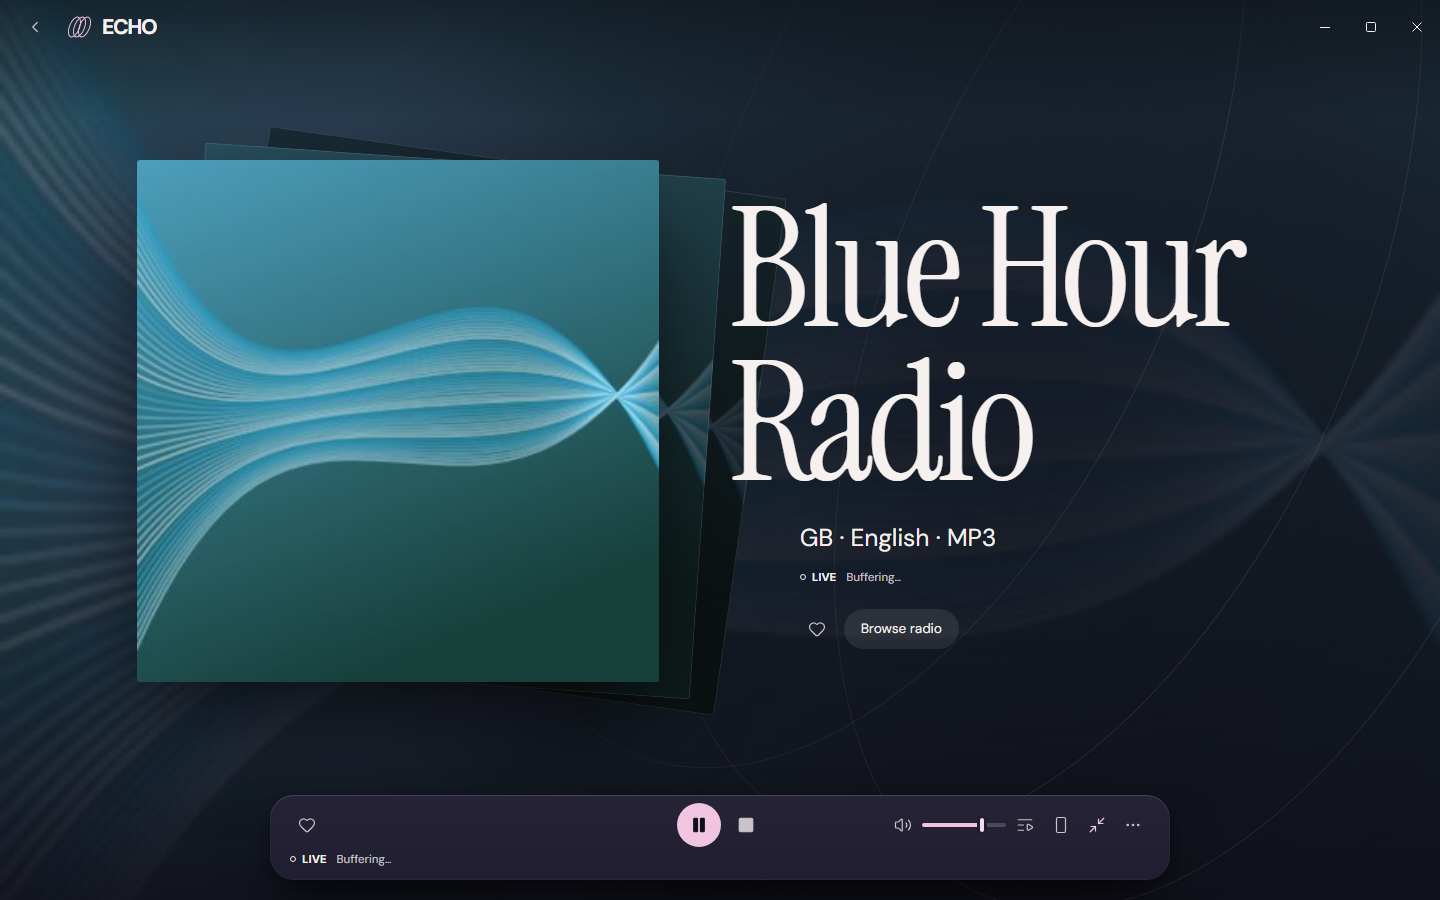 ECHO
Blue Hour
Radio
GB · English · MP3
LIVE Buffering...
Browse radio
LIVE Buffering...